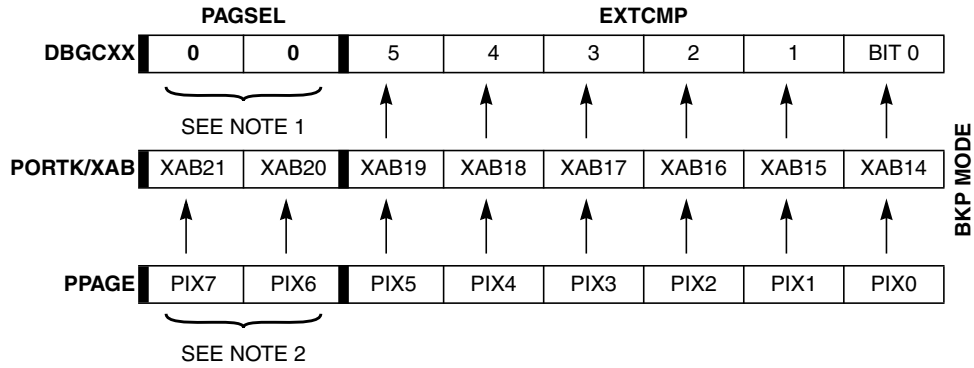 PAGSEL EXTCMP
DBGCXX 0 0 5 4 3 2 1 BIT 0
SEE NOTE 1
PORTK/XAB XAB21 XAB20 XAB19 XAB18 XAB17 XAB16 XAB15 XAB14
BKP MODE
PPAGE PIX7 PIX6 PIX5 PIX4 PIX3 PIX2 PIX1 PIX0
SEE NOTE 2